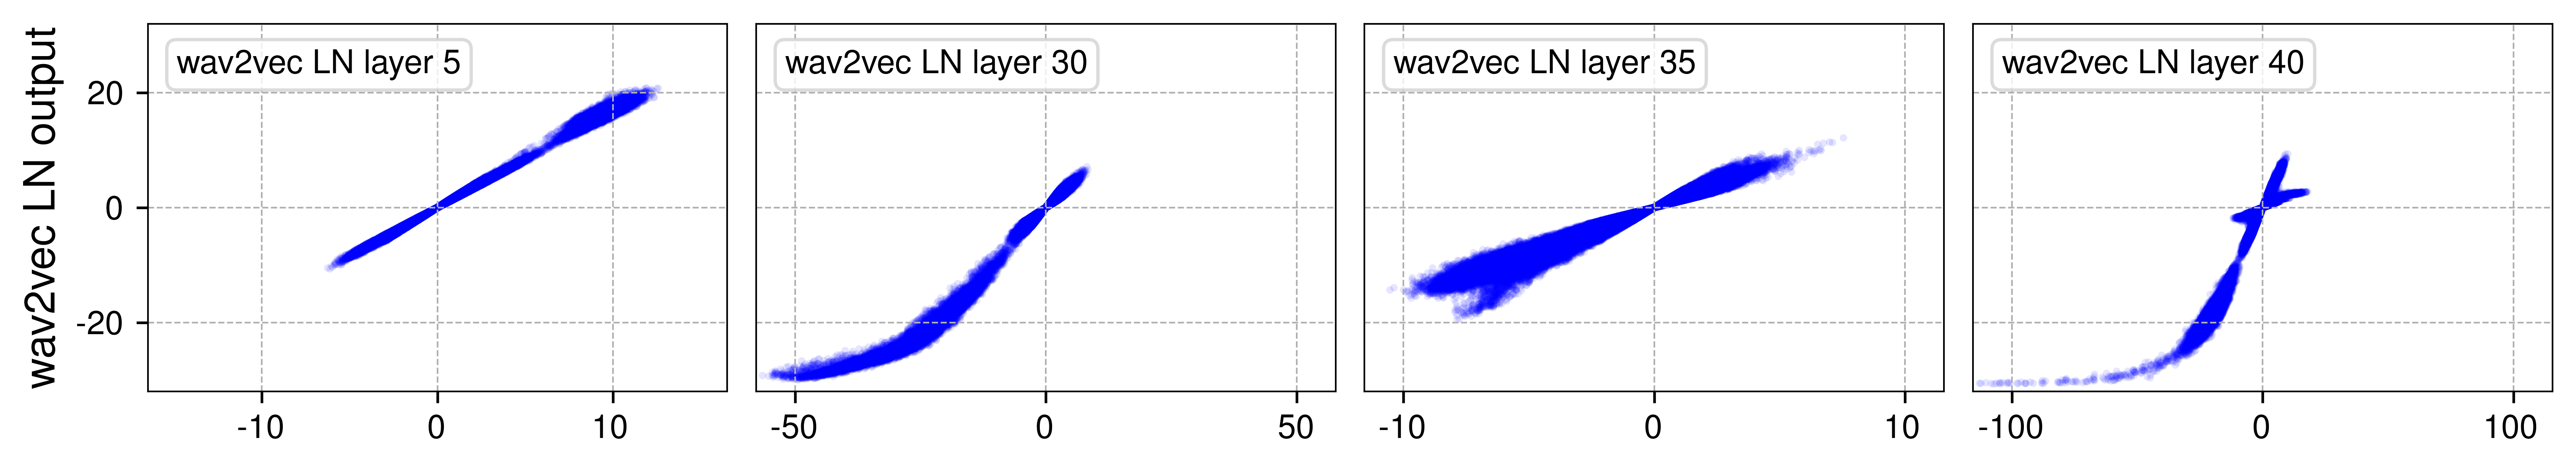 wav2vec LN output
20
0
-20
wav2vec LN layer 5
-10 0 10
wav2vec LN layer 30
-50 0 50
wav2vec LN layer 35
-10 0 10
wav2vec LN layer 40
-100 0 100